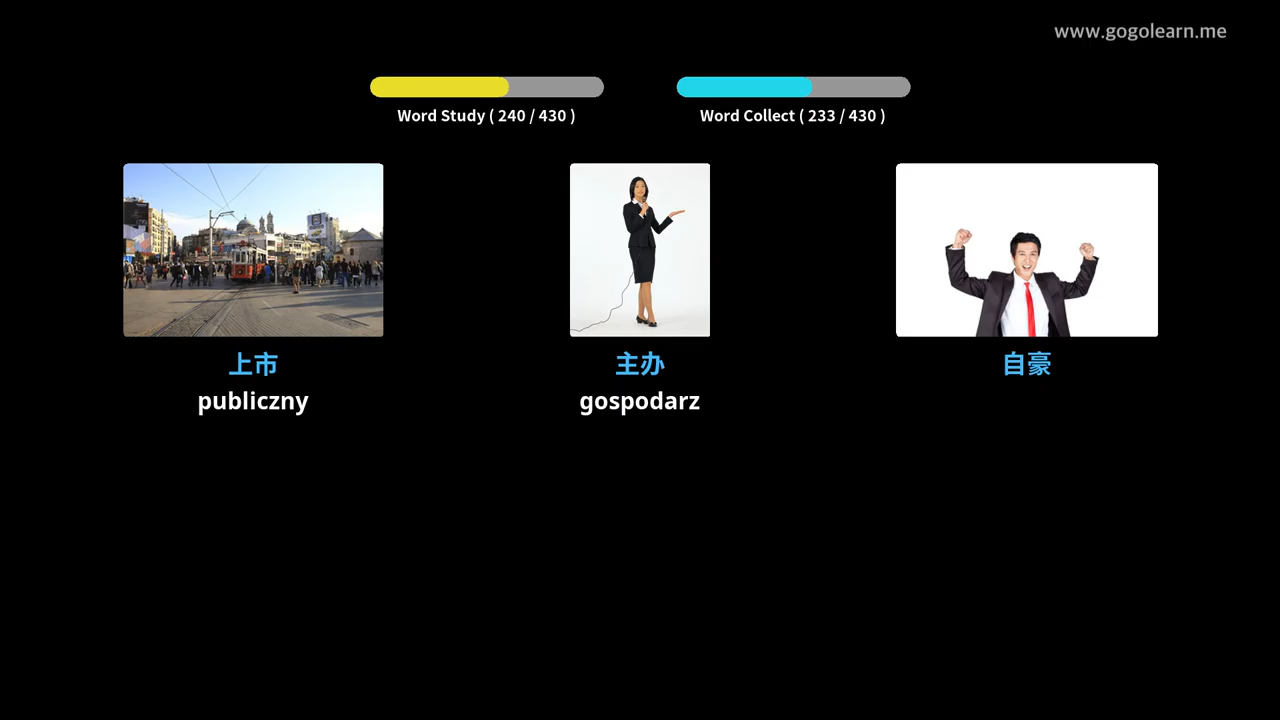 www.gogolearn.me
Word Study ( 240 / 430 )
Word Collect ( 233 / 430 )
上市
主办
自豪
publiczny
gospodarz